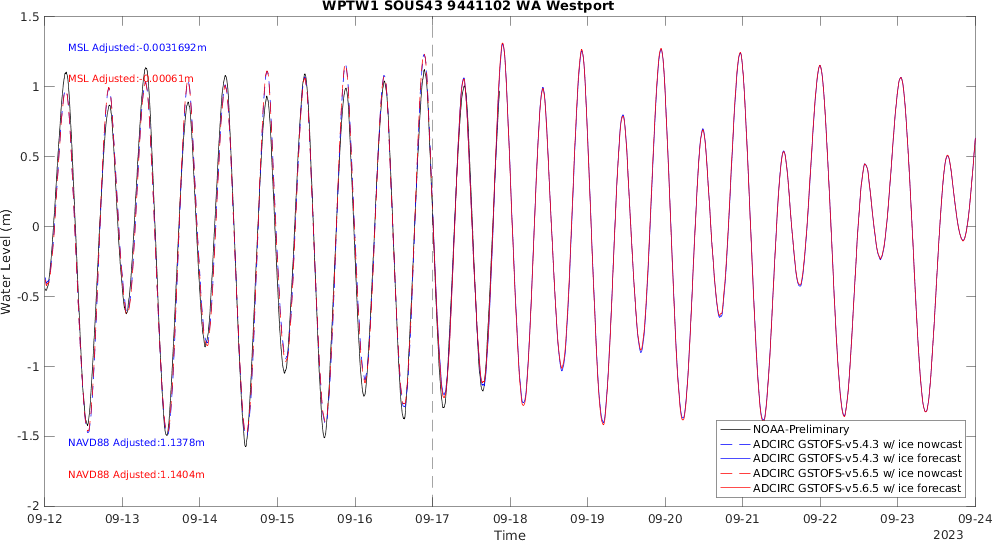 WPTW1 SOUS43 9441102 WA Westport
1.5
1
0.5
0
-0.5
-1
-1.5
-2
Water Level (m)
MSL Adjusted:-0.0031692m
MSL Adjusted:-0.00061m
NAVD88 Adjusted:1.1378m
NAVD88 Adjusted:1.1404m
NOAA-Preliminary
ADCIRC GSTOFS-v5.4.3 w/ ice nowcast
ADCIRC GSTOFS-v5.4.3 w/ ice forecast
ADCIRC GSTOFS-v5.6.5 w/ ice nowcast
ADCIRC GSTOFS-v5.6.5 w/ ice forecast
09-12 09-13 09-14 09-15 09-16 09-17 09-18 09-19 09-20 09-21 09-22 09-23 09-24
Time
2023